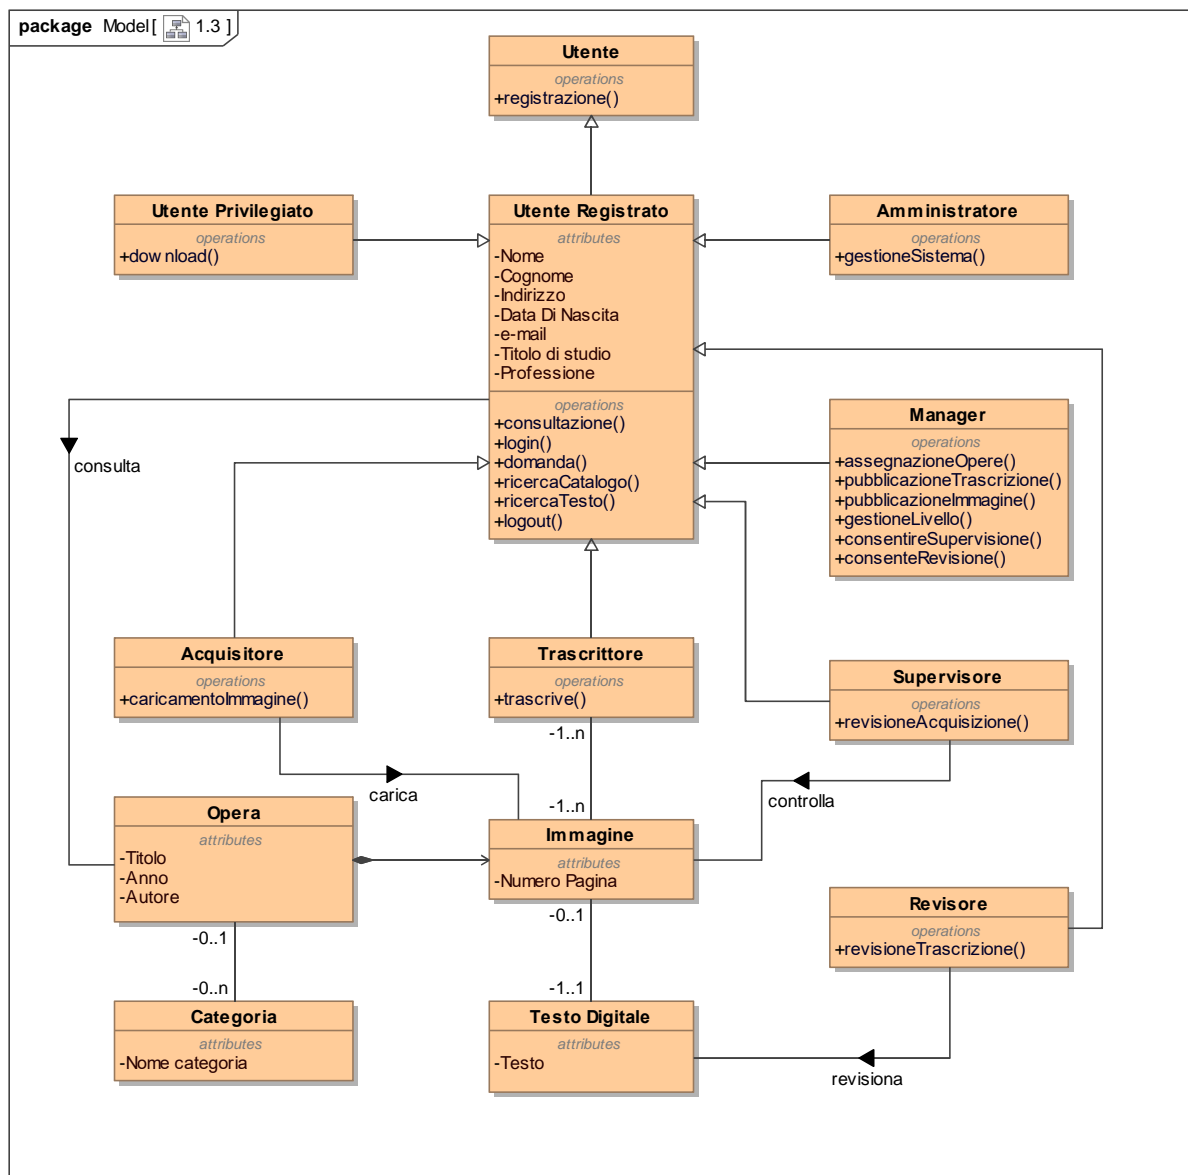 package Model[ 1.3 ]
Utente
operations
+registrazione()
Utente Privilegiato
operations
+dow nload()
Utente Registrato
attributes
-Nome
-Cognome
-Indirizzo
-Data Di Nascita
-e-mail
-Titolo di studio
-Professione
operations
+consultazione()
+login()
+domanda()
+ricercaCatalogo()
+ricercaTesto()
+logout()
Amministratore
operations
+gestioneSistema()
Manager
operations
+assegnazioneOpere()
+pubblicazioneTrascrizione()
+pubblicazioneImmagine()
+gestioneLivello()
+consentireSupervisione()
+consenteRevisione()
consulta
Acquisitore
operations
+caricamentoImmagine()
Trascrittore
operations
+trascrive()
Supervisore
operations
+revisioneAcquisizione()
-1..n
carica
-1..n
controlla
Opera
attributes
-Titolo
-Anno
-Autore
Immagine
attributes
-Numero Pagina
Revisore
operations
+revisioneTrascrizione()
-0..1
-0..n
-0..1
-1..1
Categoria
attributes
-Nome categoria
Testo Digitale
attributes
-Testo
revisiona